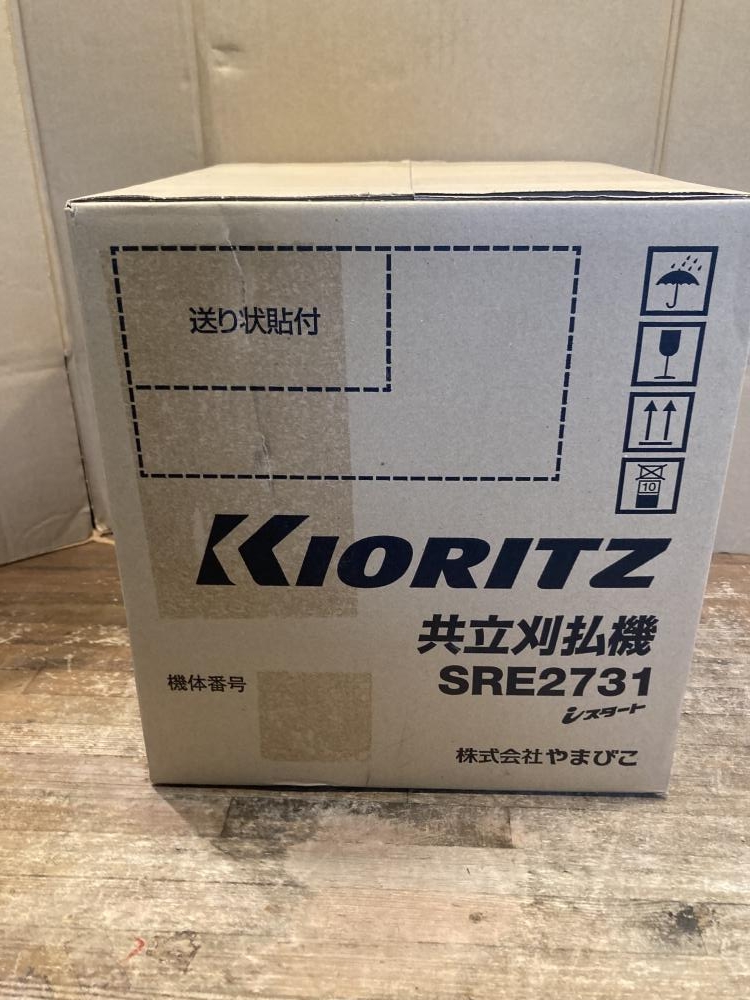 送り状貼付
10
KIORITZ
共立刈払機
SRE2731
iスタート
機体番号
株式会社やまびこ